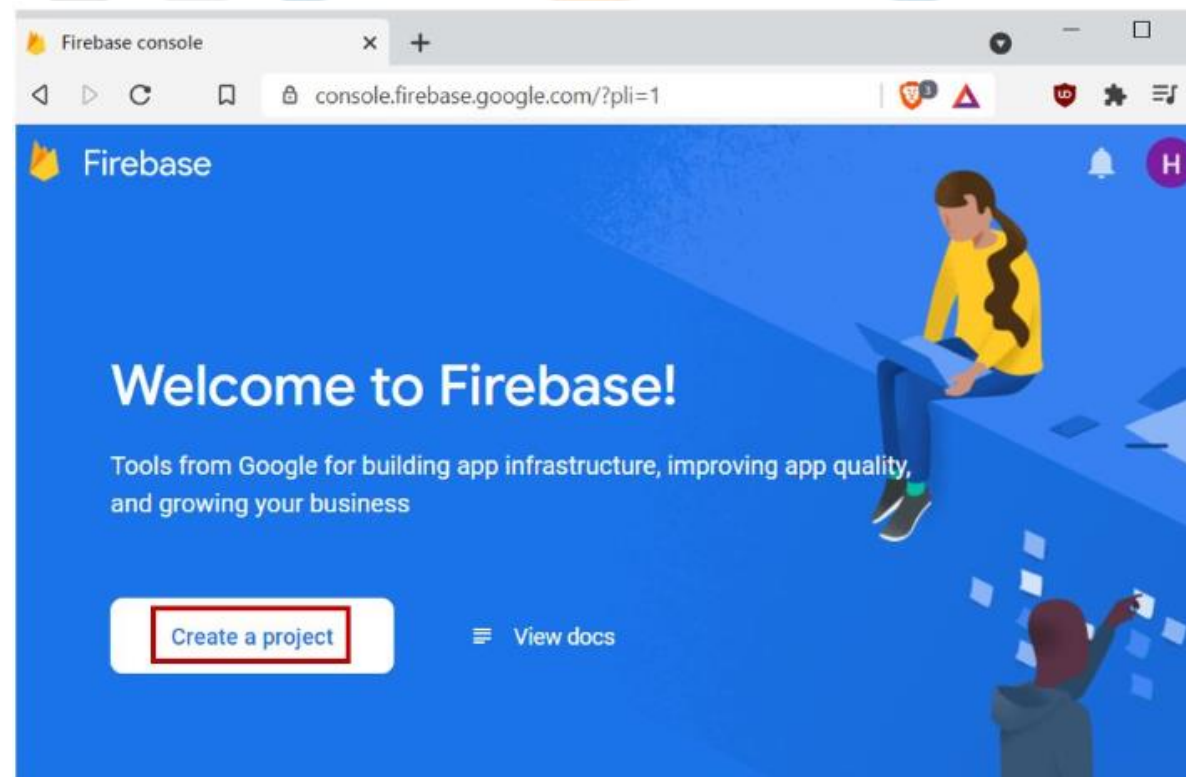 Firebase console
console.firebase.google.com/?pli=1
3
Firebase
H
Welcome to Firebase!
Tools from Google for building app infrastructure, improving app quality,
and growing your business
Create a project
View docs